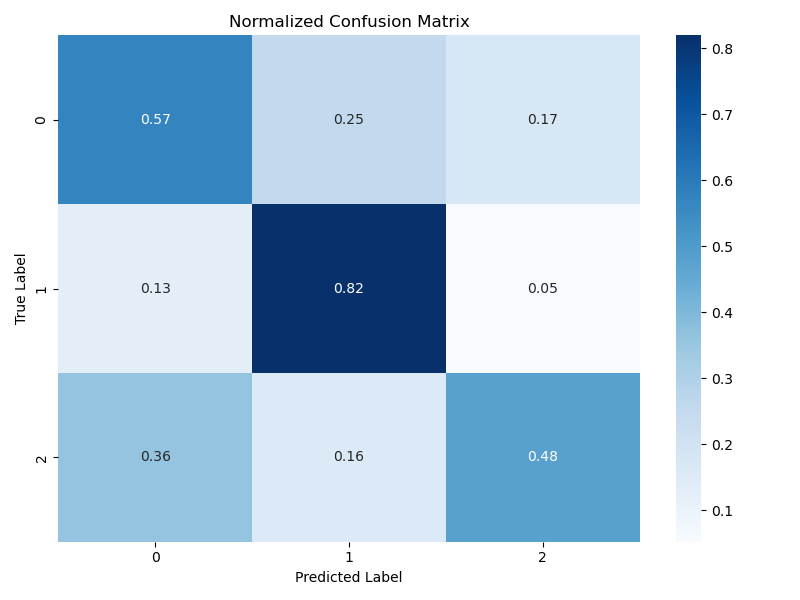 Normalized Confusion Matrix
0 0.57 0.25 0.17
1 0.13 0.82 0.05
2 0.36 0.16 0.48
0 1 2
True Label
Predicted Label
0.8
0.7
0.6
0.5
0.4
0.3
0.2
0.1